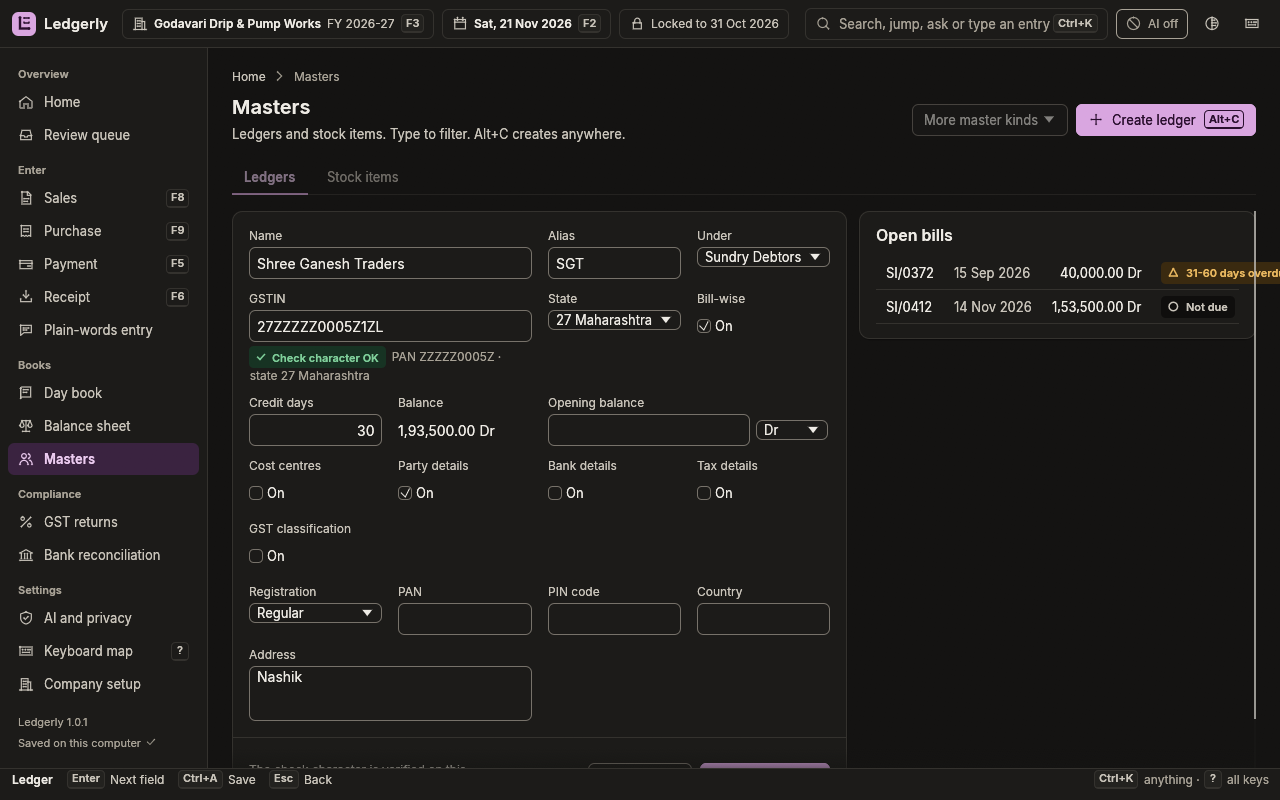 Ledgerly
Godavari Drip & Pump Works FY 2026-27 F3
Sat, 21 Nov 2026 F2
Locked to 31 Oct 2026
Search, jump, ask or type an entry Ctrl+K
AI off
Overview
Home
Review queue
Enter
Sales F8
Purchase F9
Payment F5
Receipt F6
Plain-words entry
Books
Day book
Balance sheet
Masters
Compliance
GST returns
Bank reconciliation
Settings
AI and privacy
Keyboard map ?
Company setup
Ledgerly 1.0.1
Saved on this computer
Home Masters
Masters
Ledgers and stock items. Type to filter. Alt+C creates anywhere.
More master kinds
Create ledger Alt+C
Ledgers Stock items
Name Alias Under
Shree Ganesh Traders SGT Sundry Debtors
GSTIN State Bill-wise
27ZZZZZ0005Z1ZL 27 Maharashtra On
Check character OK PAN ZZZZZ0005Z ·
state 27 Maharashtra
Credit days Balance Opening balance
30 1,93,500.00 Dr Dr
Cost centres Party details Bank details Tax details
On On On On
GST classification
On
Registration PAN PIN code Country
Regular
Address
Nashik
The check character is verified on this
Open bills
SI/0372 15 Sep 2026 40,000.00 Dr 31-60 days
SI/0412 14 Nov 2026 1,53,500.00 Dr Not due
Ledger Enter Next field Ctrl+A Save Esc Back
Ctrl+K anything · ? all keys